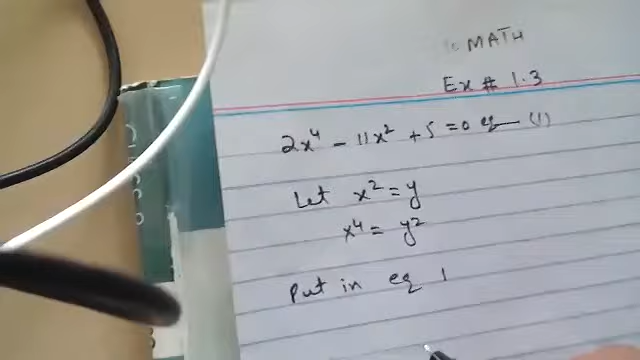 MATH
Ex # 1.3
2x⁴ - 11x² + 5 = 0 eq — (1)
Let x² = y
x⁴ = y²
Put in eq 1